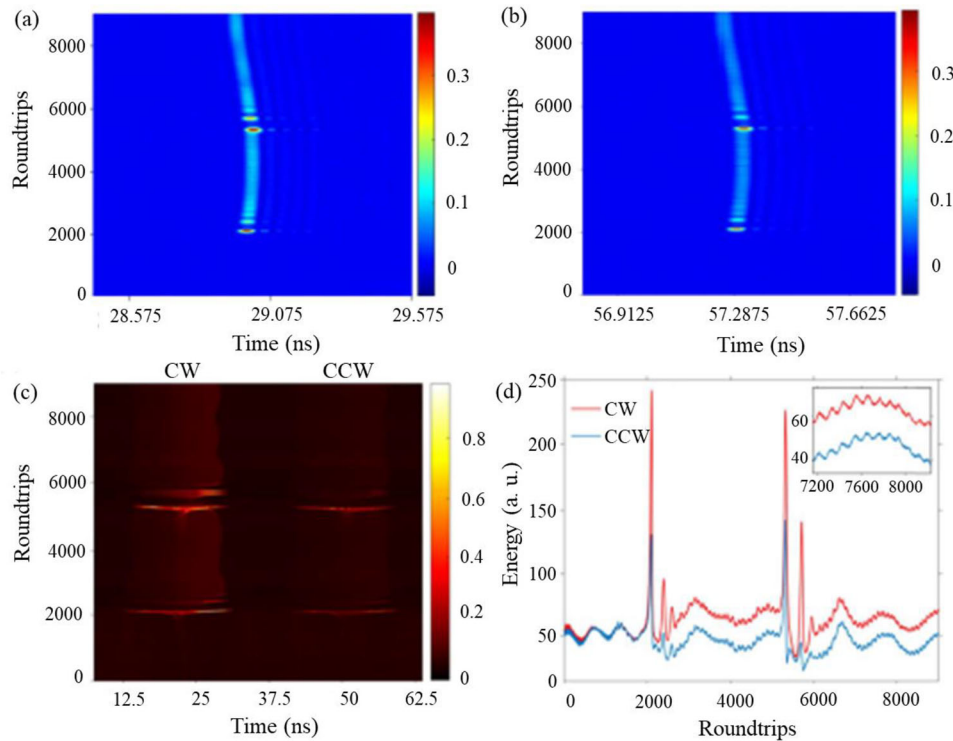 (a)
8000
6000
4000
2000
0
Roundtrips
28.575 29.075 29.575
Time (ns)
0.3
0.2
0.1
0
(b)
8000
6000
4000
2000
0
Roundtrips
56.9125 57.2875 57.6625
Time (ns)
0.3
0.2
0.1
0
(c)
CW CCW
8000
6000
4000
2000
0
Roundtrips
12.5 25 37.5 50 62.5
Time (ns)
0.8
0.6
0.4
0.2
0
(d)
250
200
150
100
50
0
Energy (a. u.)
CW
CCW
60
40
7200 7600 8000
0 2000 4000 6000 8000
Roundtrips